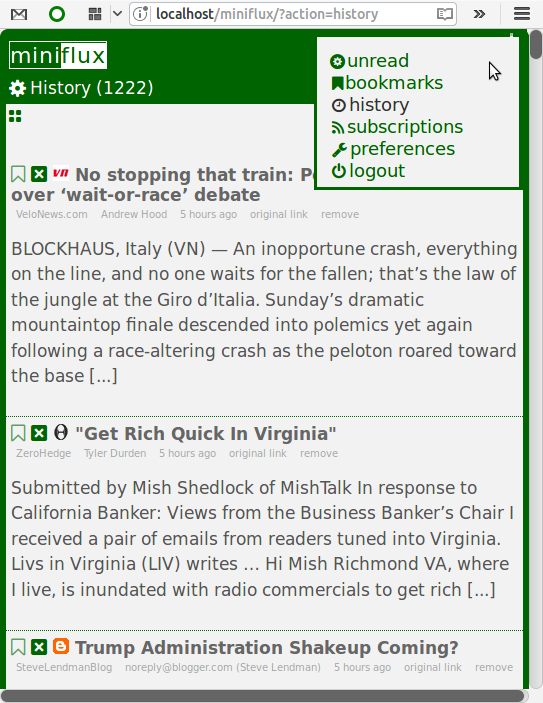 localhost/miniflux/?action=history
miniflux
History (1222)
unread
bookmarks
history
subscriptions
preferences
logout
No stopping that train:
over ‘wait-or-race’ debate
VeloNews.com Andrew Hood 5 hours ago original link remove
BLOCKHAUS, Italy (VN) — An inopportune crash, everything
on the line, and no one waits for the fallen; that’s the law of
the jungle at the Giro d’Italia. Sunday’s dramatic
mountaintop finale descended into polemics yet again
following a race-altering crash as the peloton roared toward
the base [...]
"Get Rich Quick In Virginia"
ZeroHedge Tyler Durden 5 hours ago original link remove
Submitted by Mish Shedlock of MishTalk In response to
California Banker: Views from the Business Banker’s Chair I
received a pair of emails from readers tuned into Virginia.
Livs in Virginia (LIV) writes ... Hi Mish Richmond VA, where
I live, is inundated with radio commercials to get rich [...]
Trump Administration Shakeup Coming?
SteveLendmanBlog noreply@blogger.com (Steve Lendman) 5 hours ago original link remove